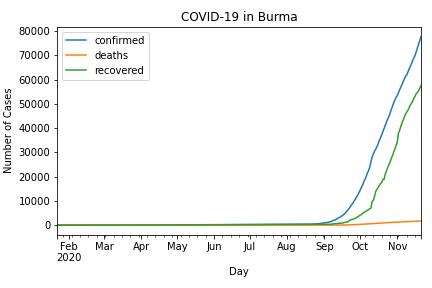 COVID-19 in Burma
confirmed
deaths
recovered
Number of Cases
80000
70000
60000
50000
40000
30000
20000
10000
0
Feb Mar Apr May Jun Jul Aug Sep Oct Nov
2020
Day